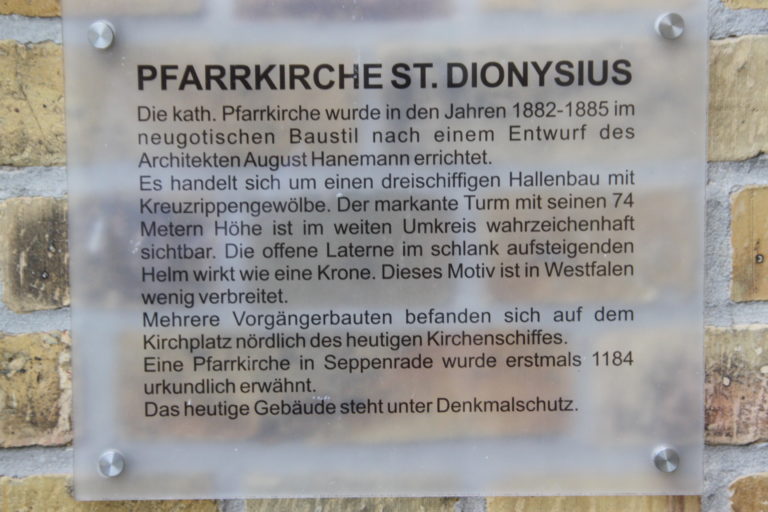 PFARRKIRCHE ST. DIONYSIUS
Die kath. Pfarrkirche wurde in den Jahren 1882-1885 im
neugotischen Baustil nach einem Entwurf des
Architekten August Hanemann errichtet.
Es handelt sich um einen dreischiffigen Hallenbau mit
Kreuzrippengewölbe. Der markante Turm mit seinen 74
Metern Höhe ist im weiten Umkreis wahrzeichenhaft
sichtbar. Die offene Laterne im schlank aufsteigenden
Helm wirkt wie eine Krone. Dieses Motiv ist in Westfalen
wenig verbreitet.
Mehrere Vorgängerbauten befanden sich auf dem
Kirchplatz nördlich des heutigen Kirchenschiffes.
Eine Pfarrkirche in Seppenrade wurde erstmals 1184
urkundlich erwähnt.
Das heutige Gebäude steht unter Denkmalschutz.